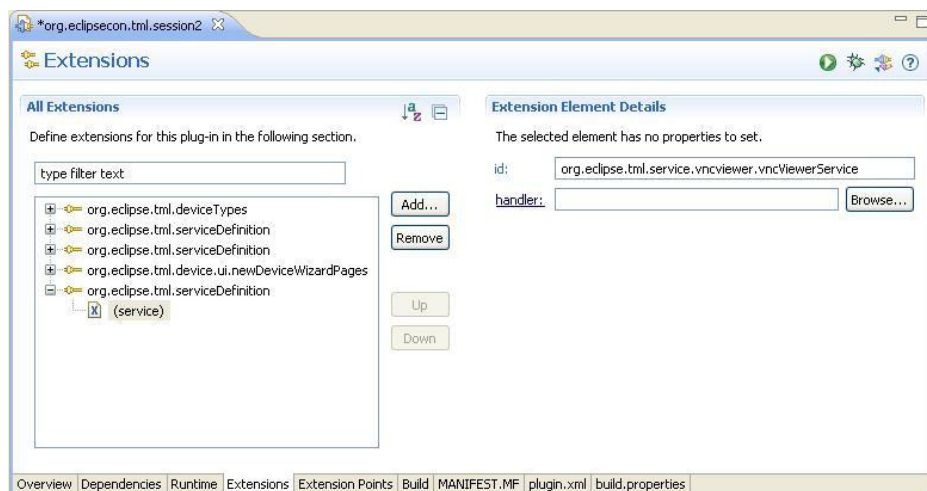 *org.eclipsecon.tml.session2
Extensions
All Extensions
Define extensions for this plug-in in the following section.
type filter text
org.eclipse.tml.deviceTypes
org.eclipse.tml.serviceDefinition
org.eclipse.tml.serviceDefinition
org.eclipse.tml.device.ui.newDeviceWizardPages
org.eclipse.tml.serviceDefinition
(service)
Add...
Remove
Up
Down
Extension Element Details
The selected element has no properties to set.
id: org.eclipse.tml.service.vncviewer.vncViewerService
handler: Browse...
Overview Dependencies Runtime Extensions Extension Points Build MANIFEST.MF plugin.xml build.properties